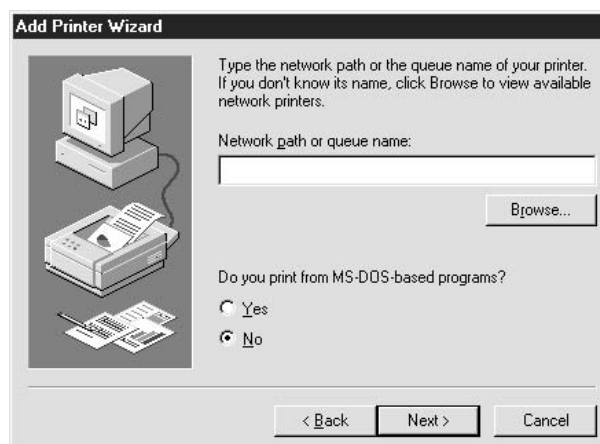 Add Printer Wizard
Type the network path or the queue name of your printer.
If you don't know its name, click Browse to view available
network printers.
Network path or queue name:
Browse...
Do you print from MS-DOS-based programs?
Yes
No
< Back
Next >
Cancel